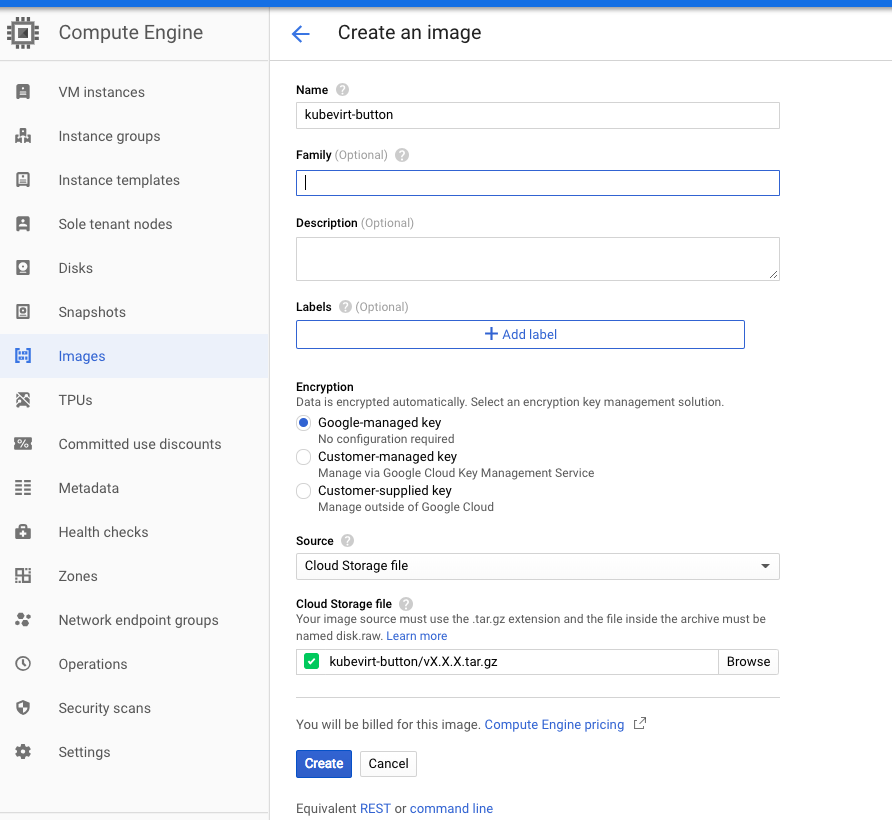 Compute Engine
VM instances
Instance groups
Instance templates
Sole tenant nodes
Disks
Snapshots
Images
TPUs
Committed use discounts
Metadata
Health checks
Zones
Network endpoint groups
Operations
Security scans
Settings
Create an image
Name ?
kubevirt-button
Family (Optional) ?
Description (Optional)
Labels ? (Optional)
+ Add label
Encryption
Data is encrypted automatically. Select an encryption key management solution.
Google-managed key
No configuration required
Customer-managed key
Manage via Google Cloud Key Management Service
Customer-supplied key
Manage outside of Google Cloud
Source ?
Cloud Storage file
Cloud Storage file ?
Your image source must use the .tar.gz extension and the file inside the archive must be
named disk.raw. Learn more
kubevirt-button/vX.X.X.tar.gz Browse
You will be billed for this image. Compute Engine pricing
Create Cancel
Equivalent REST or command line